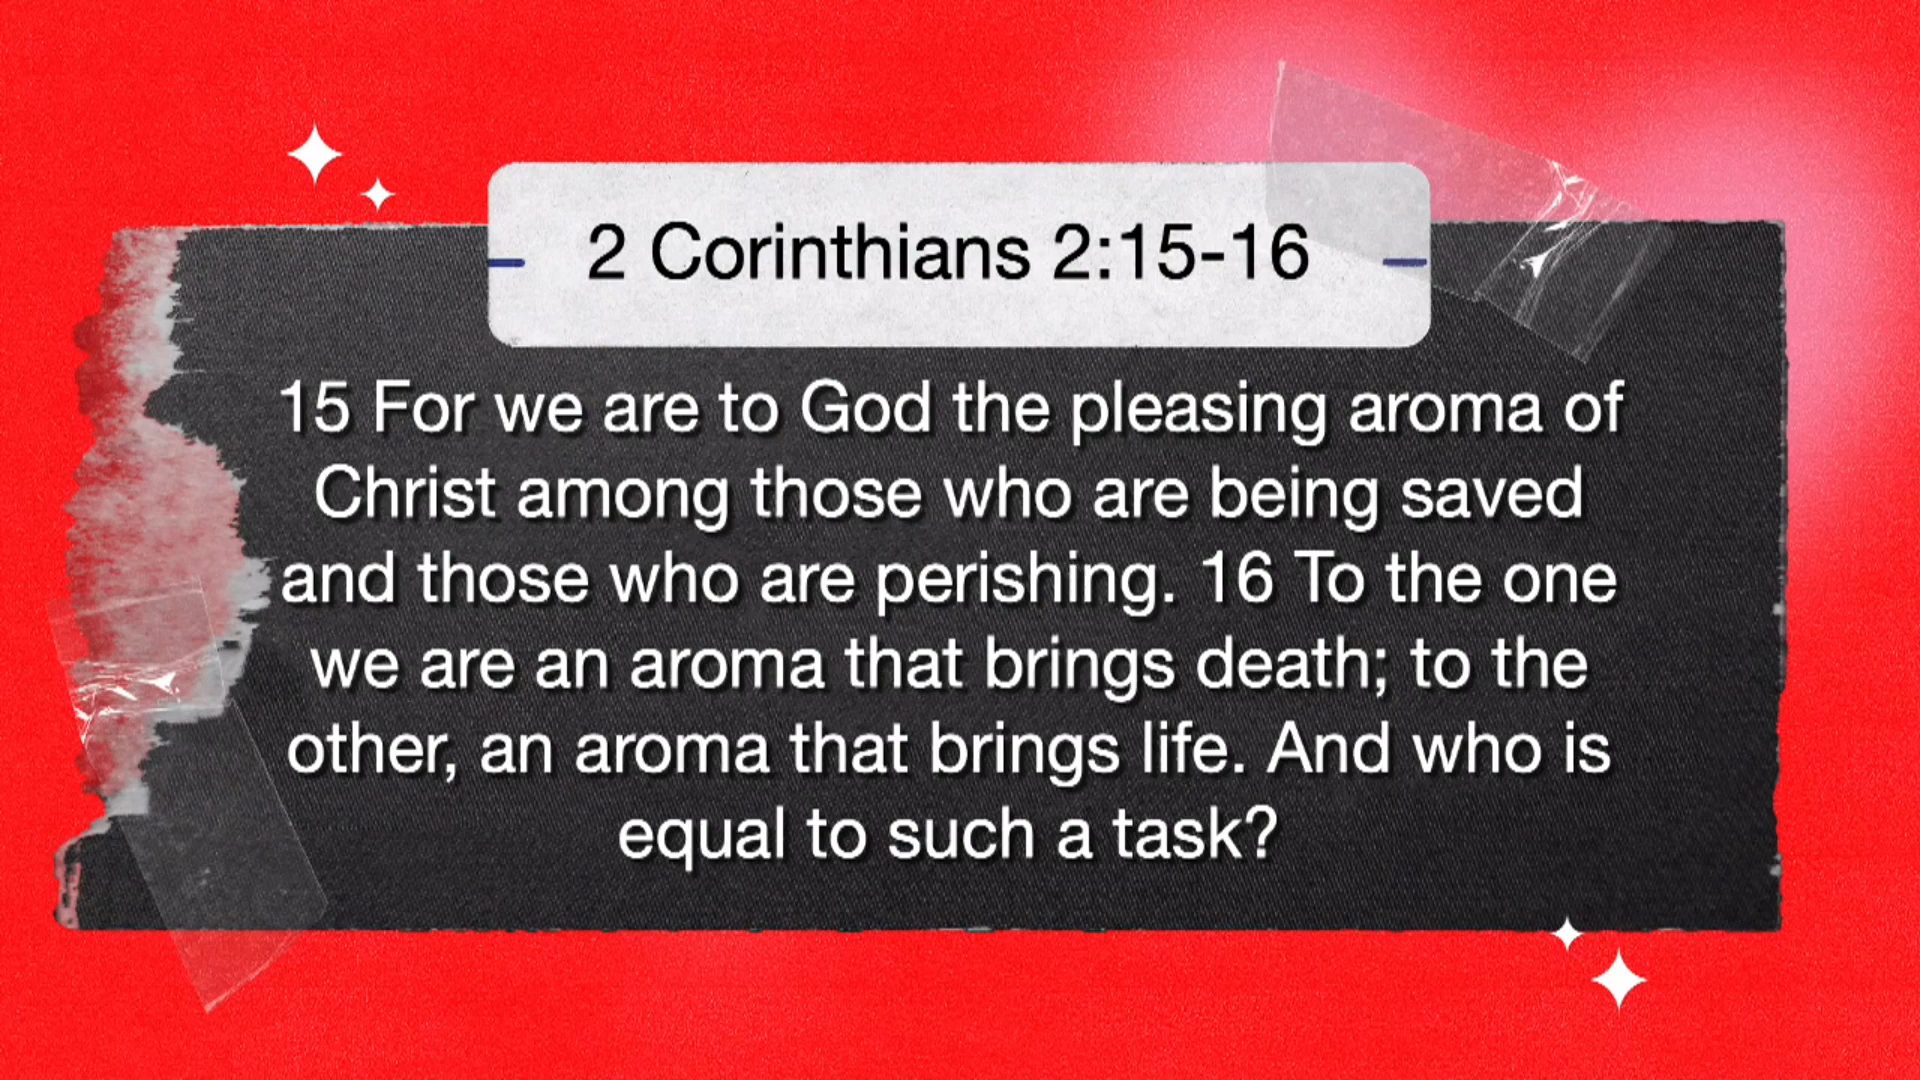 2 Corinthians 2:15-16
15 For we are to God the pleasing aroma of
Christ among those who are being saved
and those who are perishing. 16 To the one
we are an aroma that brings death; to the
other, an aroma that brings life. And who is
equal to such a task?